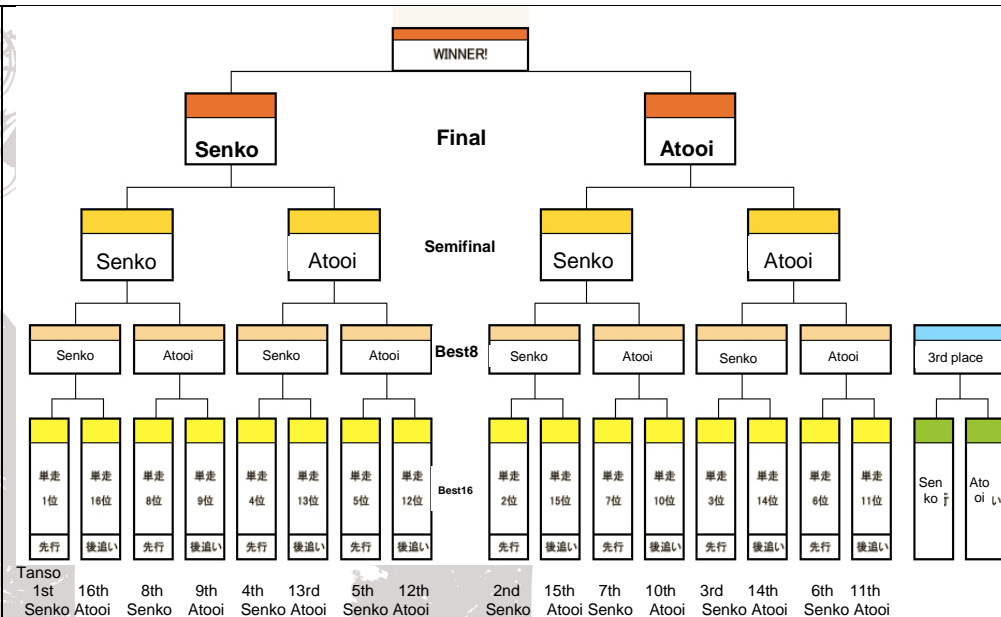 WINNER!
Senko
Final
Atooi
Senko
Atooi
Semifinal
Senko
Atooi
Senko
Atooi
Senko
Atooi
Best8
Senko
Atooi
Senko
Atooi
3rd place
単走 単走 単走 単走 単走 単走 単走 単走
1位 16位 8位 9位 4位 13位 5位 12位
先行 後追い 先行 後追い 先行 後追い 先行 後追い
Best16
単走 単走 単走 単走 単走 単走 単走 単走
2位 15位 7位 10位 3位 14位 6位 11位
先行 後追い 先行 後追い 先行 後追い 先行 後追い
Sen
ko
Ato
oi い
Tanso
1st 16th 8th 9th 4th 13rd 5th 12th 2nd 15th 7th 10th 3rd 14th 6th 11th
Senko Atooi Senko Atooi Senko Atooi Senko Atooi Senko Atooi Senko Atooi Senko Atooi Senko Atooi